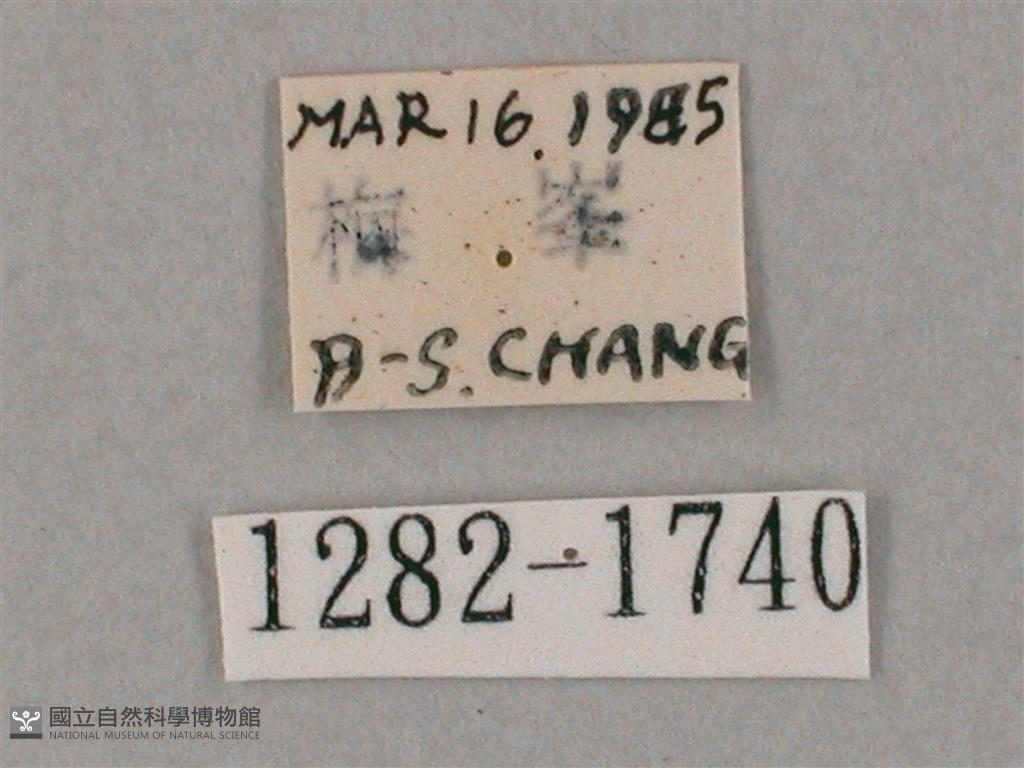 MAR 16. 1985
梅 峯
B-S. CHANG
1282-1740
國立自然科學博物館
NATIONAL MUSEUM OF NATURAL SCIENCE